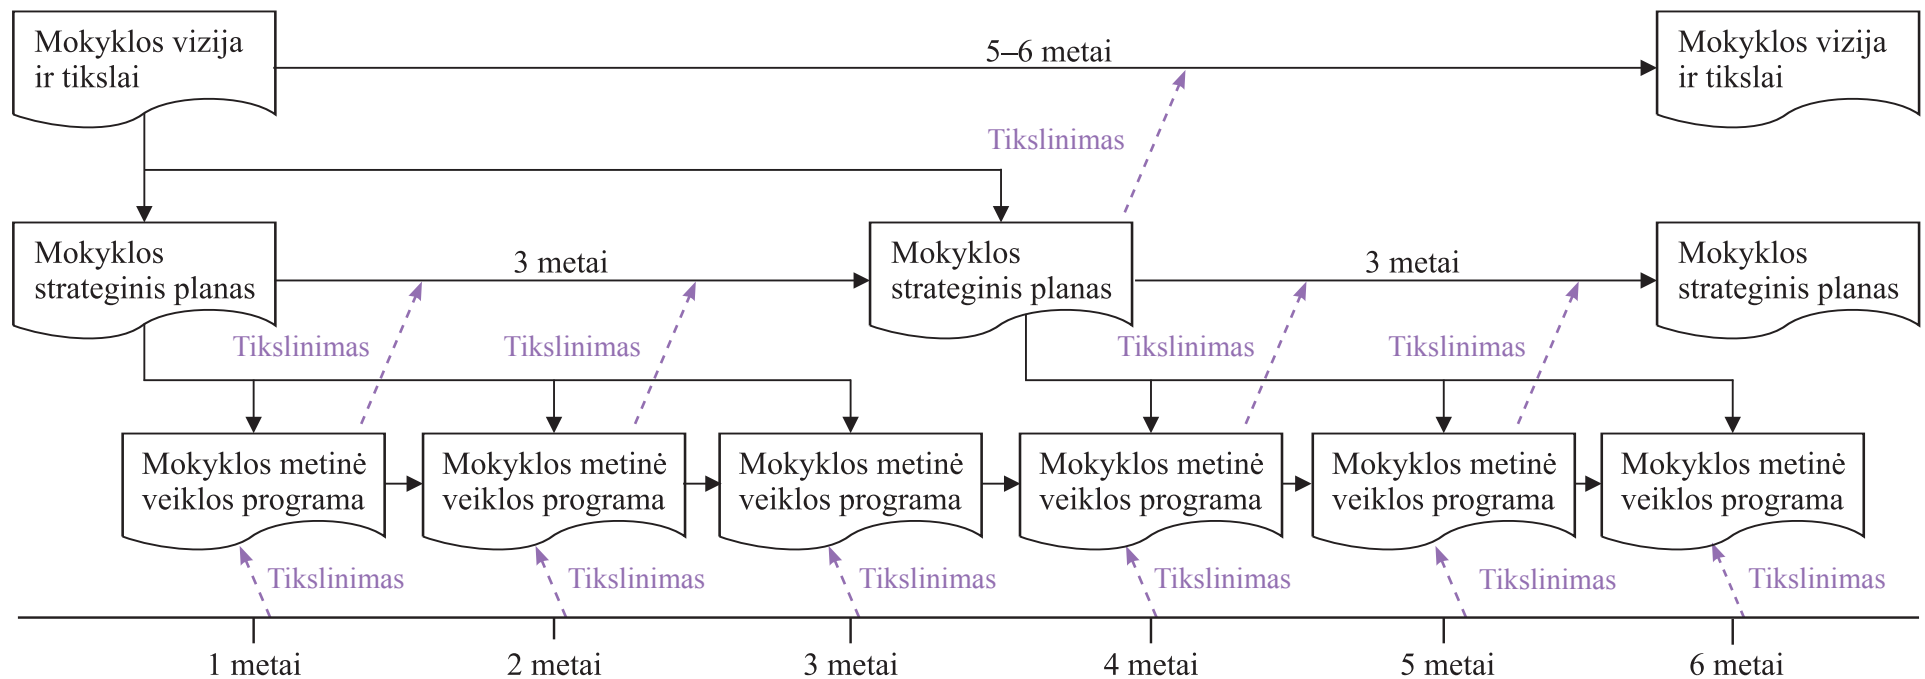 Mokyklos vizija
ir tikslai
5–6 metai
Mokyklos vizija
ir tikslai
Tikslinimas
Mokyklos
strateginis planas
3 metai
Mokyklos
strateginis planas
3 metai
Mokyklos
strateginis planas
Tikslinimas
Tikslinimas
Tikslinimas
Tikslinimas
Mokyklos metinė
veiklos programa
Mokyklos metinė
veiklos programa
Mokyklos metinė
veiklos programa
Mokyklos metinė
veiklos programa
Mokyklos metinė
veiklos programa
Mokyklos metinė
veiklos programa
Tikslinimas
Tikslinimas
Tikslinimas
Tikslinimas
Tikslinimas
Tikslinimas
1 metai
2 metai
3 metai
4 metai
5 metai
6 metai